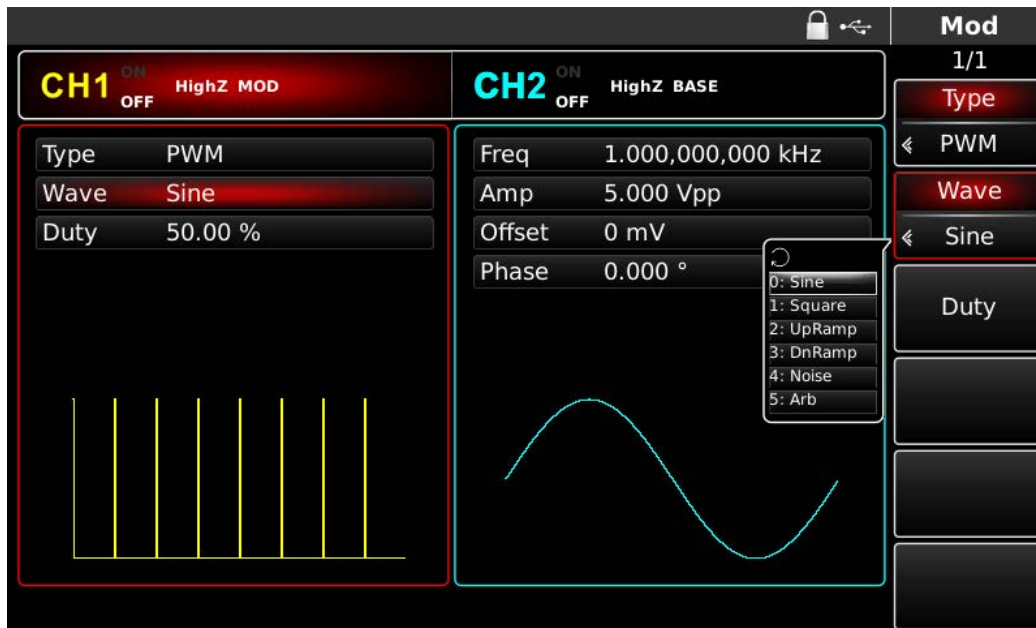 Mod
1/1
CH1 ON OFF HighZ MOD
CH2 ON OFF HighZ BASE
Type
PWM
Wave
Sine
Duty
Type PWM
Wave Sine
Duty 50.00 %
Freq 1.000,000,000 kHz
Amp 5.000 Vpp
Offset 0 mV
Phase 0.000 °
0: Sine
1: Square
2: UpRamp
3: DnRamp
4: Noise
5: Arb